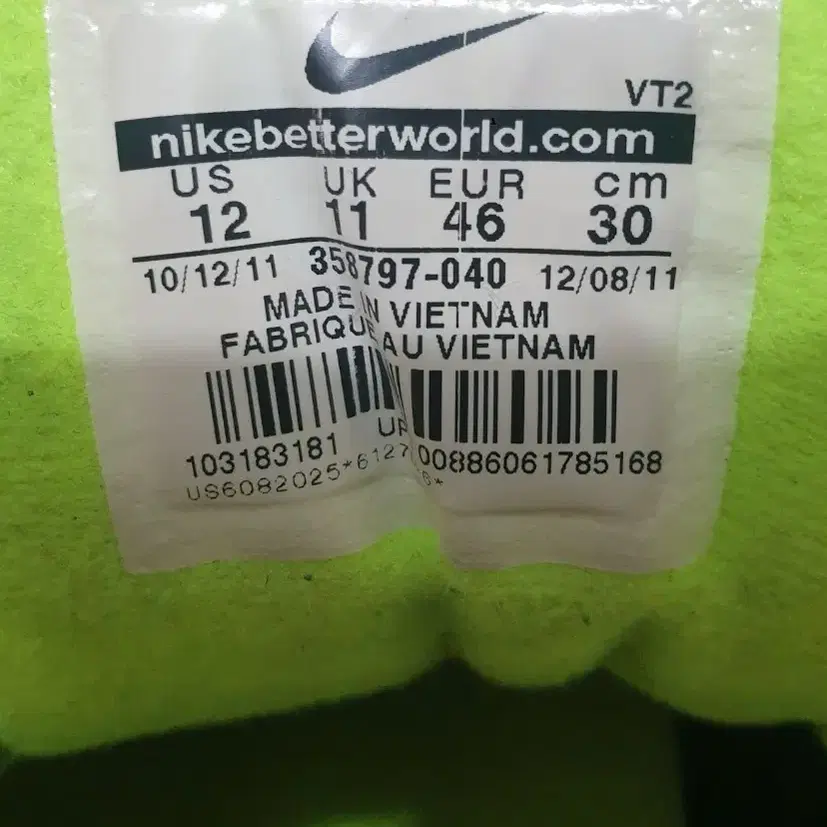 VT2
nikebetterworld.com
US UK EUR cm
12 11 46 30
10/12/11 358797-040 12/08/11
MADE IN VIETNAM
FABRIQUE AU VIETNAM
103183181 00886061785168